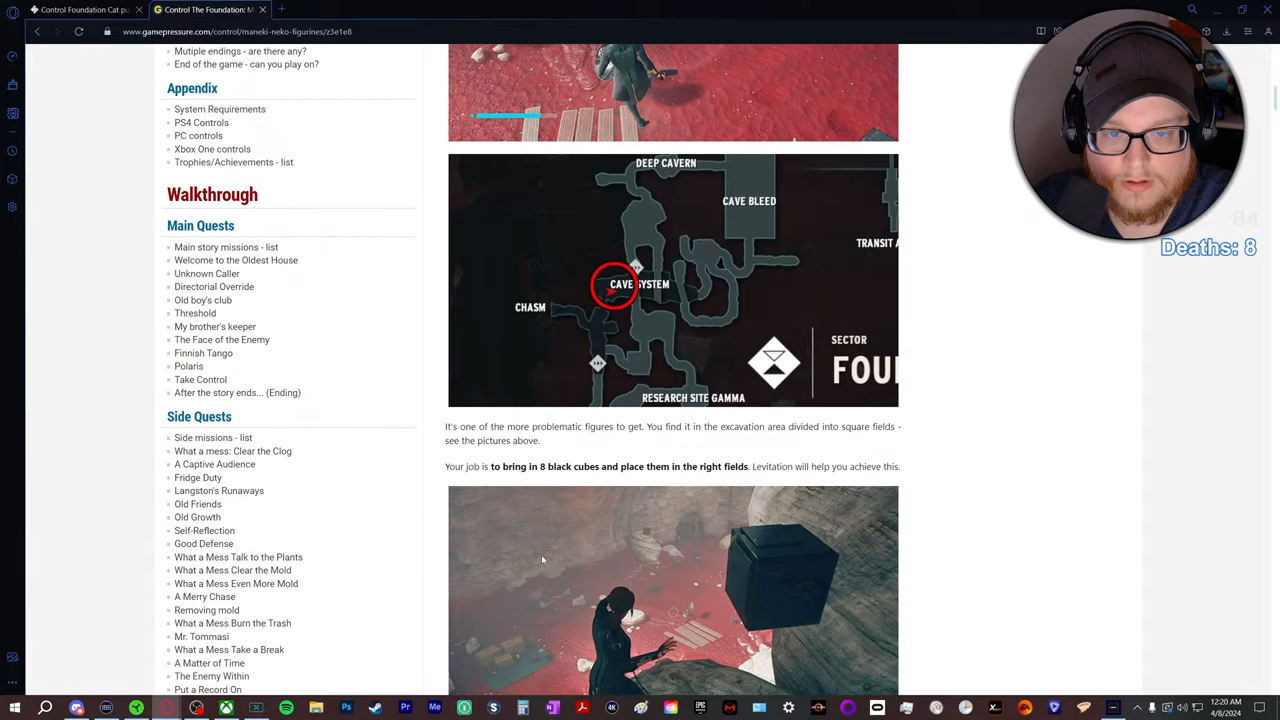 Control Foundation Cat pu
Control The Foundation: M
www.gamepressure.com/control/maneki-neko-figurines/z3e1e8
Mutiple endings - are there any?
End of the game - can you play on?
Appendix
System Requirements
PS4 Controls
PC controls
Xbox One controls
Trophies/Achievements - list
Walkthrough
Main Quests
Main story missions - list
Welcome to the Oldest House
Unknown Caller
Directorial Override
Old boy's club
Threshold
My brother's keeper
The Face of the Enemy
Finnish Tango
Polaris
Take Control
After the story ends... (Ending)
Side Quests
Side missions - list
What a mess: Clear the Clog
A Captive Audience
Fridge Duty
Langston's Runaways
Old Friends
Old Growth
Self-Reflection
Good Defense
What a Mess Talk to the Plants
What a Mess Clear the Mold
What a Mess Even More Mold
A Merry Chase
Removing mold
What a Mess Burn the Trash
Mr. Tommasi
What a Mess Take a Break
A Matter of Time
The Enemy Within
Put a Record On
DEEP CAVERN
CAVE BLEED
TRANSIT A
CAVE SYSTEM
CHASM
SECTOR
FOU
RESEARCH SITE GAMMA
It's one of the more problematic figures to get. You find it in the excavation area divided into square fields -
see the pictures above.
Your job is to bring in 8 black cubes and place them in the right fields. Levitation will help you achieve this.
Deaths: 8
12:20 AM
4/8/2024